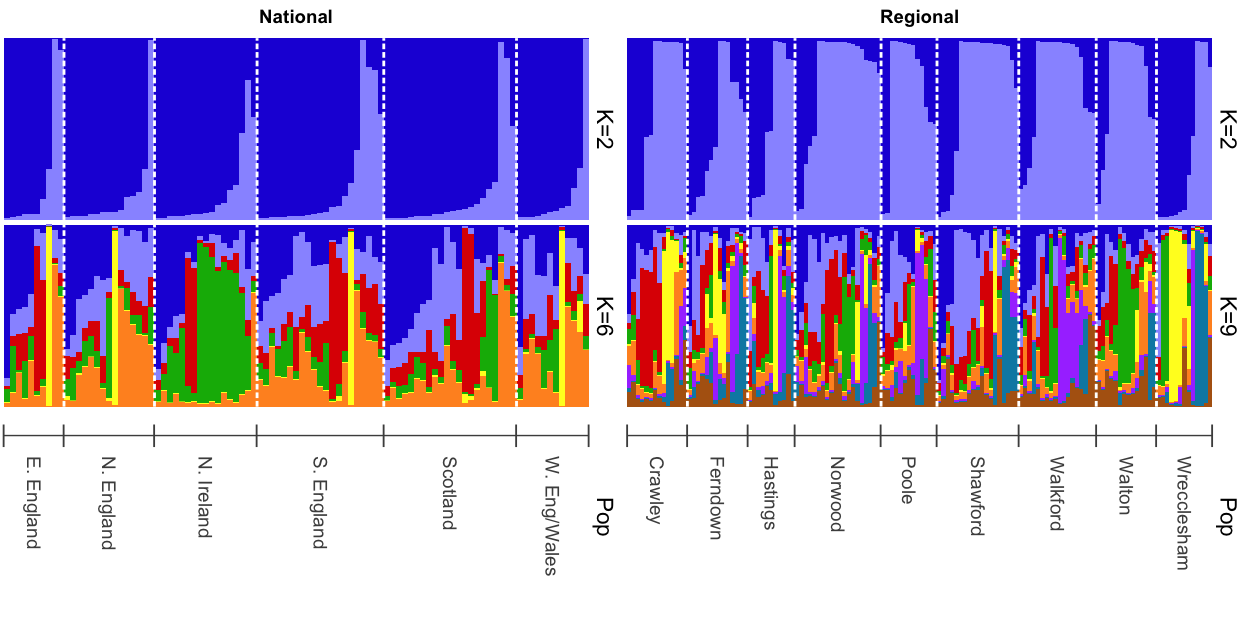 National
Regional
K=2
K=2
K=6
K=9
E. England
N. England
N. Ireland
S. England
Scotland
W. Eng/Wales
Pop
Crawley
Ferndown
Hastings
Norwood
Poole
Shawford
Walkford
Walton
Wrecclesham
Pop